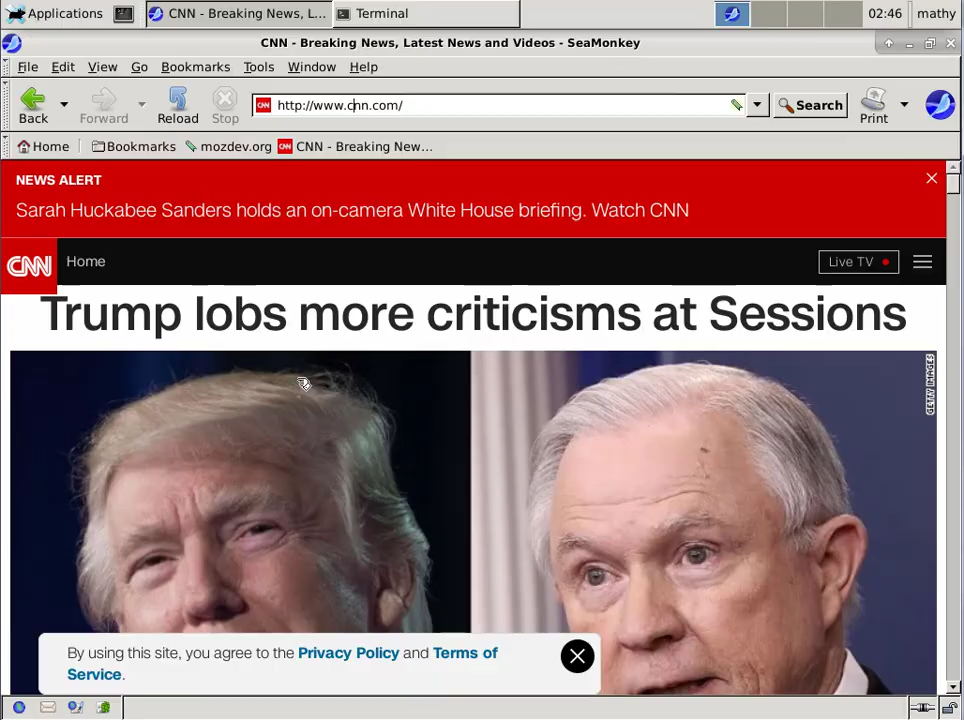 Applications CNN - Breaking News, L... Terminal 02:46 mathy
CNN - Breaking News, Latest News and Videos - SeaMonkey
File Edit View Go Bookmarks Tools Window Help
http://www.cnn.com/ Search
Back Forward Reload Stop Print
Home Bookmarks mozdev.org CNN CNN - Breaking New...
NEWS ALERT
Sarah Huckabee Sanders holds an on-camera White House briefing. Watch CNN
CNN Home Live TV
Trump lobs more criticisms at Sessions
GETTY IMAGES
By using this site, you agree to the Privacy Policy and Terms of
Service.